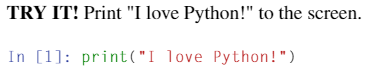 TRY IT! Print "I love Python!" to the screen.
In [1]: print("I love Python!")